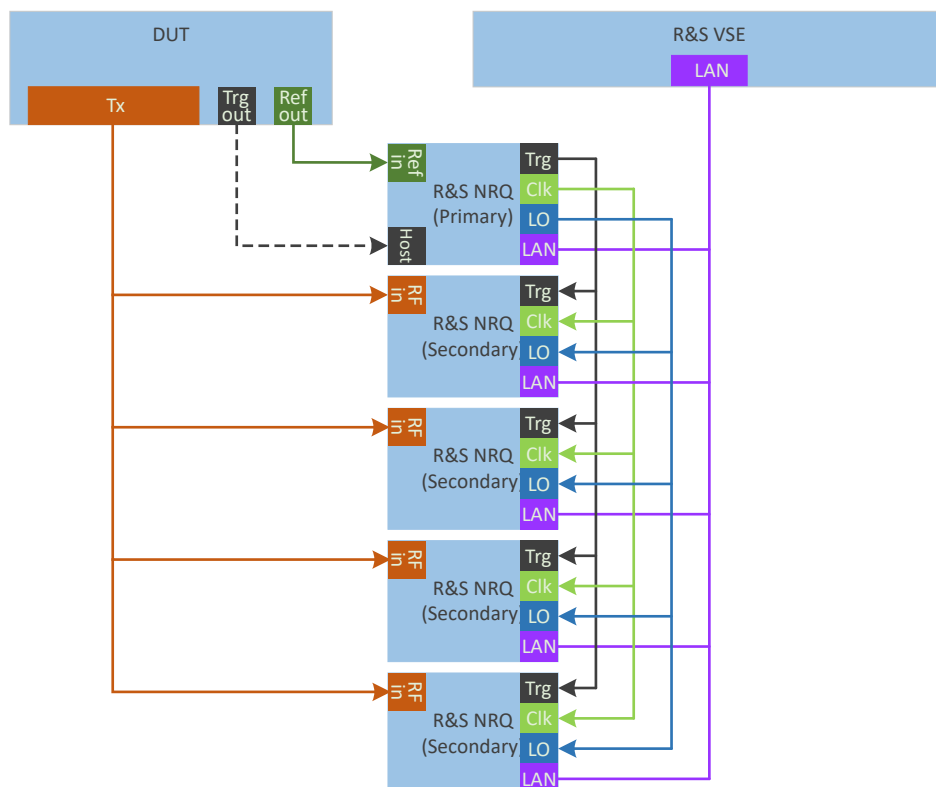 DUT
R&S VSE
LAN
Tx
Trg
out
Ref
out
Ref
in
Host
R&S NRQ
(Primary)
Trg
Clk
LO
LAN
RF
in
R&S NRQ
(Secondary)
Trg
Clk
LO
LAN
RF
in
R&S NRQ
(Secondary)
Trg
Clk
LO
LAN
RF
in
R&S NRQ
(Secondary)
Trg
Clk
LO
LAN
RF
in
R&S NRQ
(Secondary)
Trg
Clk
LO
LAN